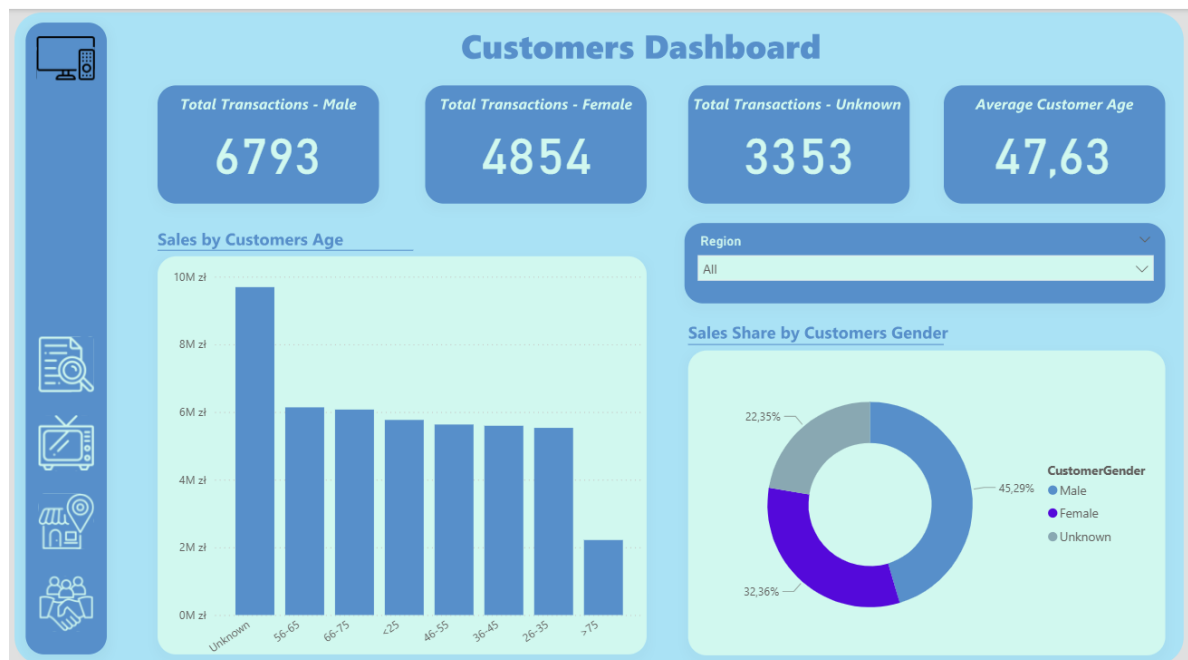 Customers Dashboard
Total Transactions - Male
6793
Total Transactions - Female
4854
Total Transactions - Unknown
3353
Average Customer Age
47,63
Sales by Customers Age
10M zł
8M zł
6M zł
4M zł
2M zł
0M zł
Unknown
56-65
66-75
<25
46-55
36-45
26-35
>75
Region
All
Sales Share by Customers Gender
22,35%
45,29%
32,36%
CustomerGender
Male
Female
Unknown